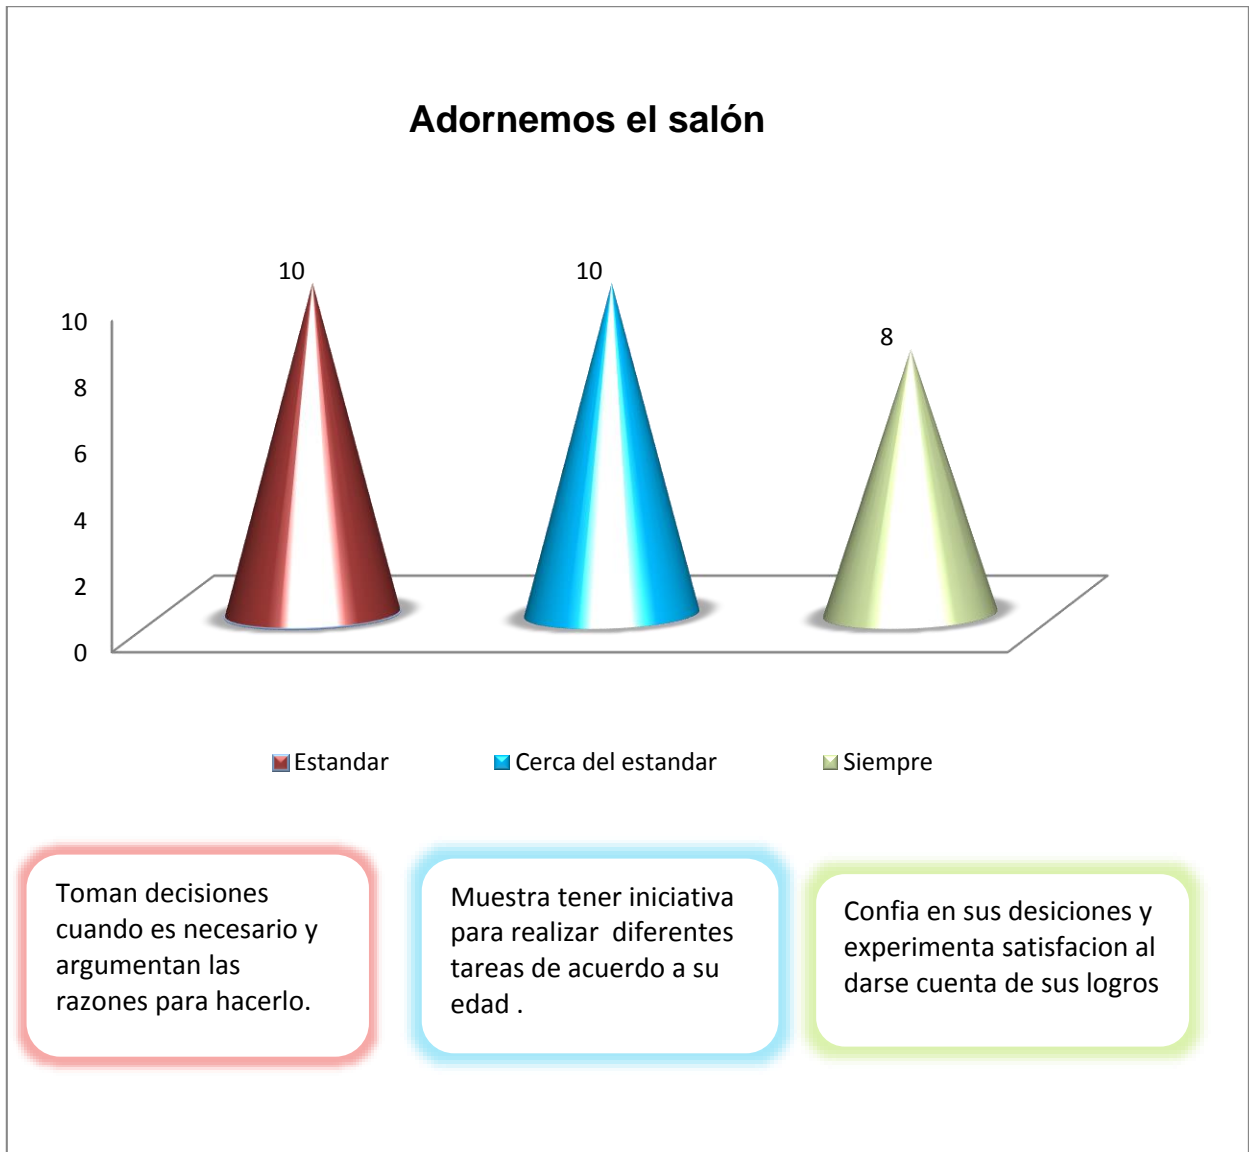 Adornemos el salón
10
10
8
10
8
6
4
2
0
Estandar
Cerca del estandar
Siempre
Toman decisiones
cuando es necesario y
argumentan las
razones para hacerlo.
Muestra tener iniciativa
para realizar  diferentes
tareas de acuerdo a su
edad .
Confia en sus desiciones y
experimenta satisfacion al
darse cuenta de sus logros